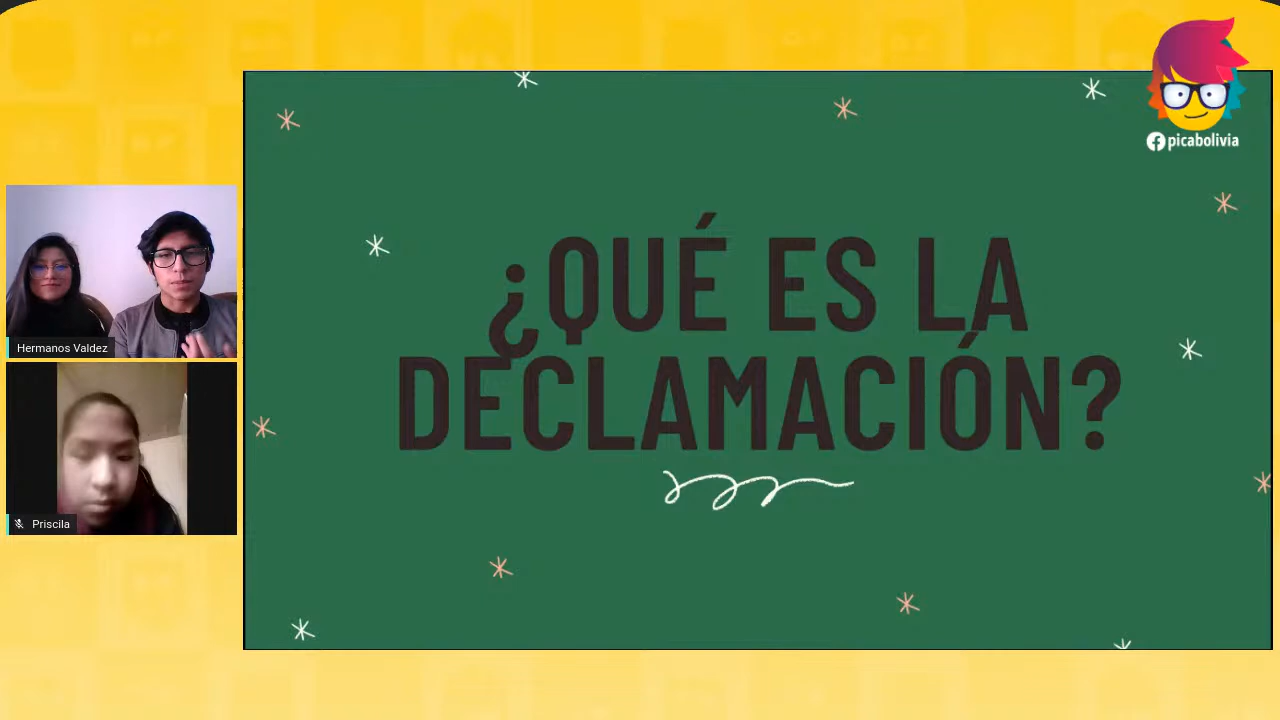 picabolivia
¿QUÉ ES LA
DECLAMACIÓN?
Hermanos Valdez
Priscila